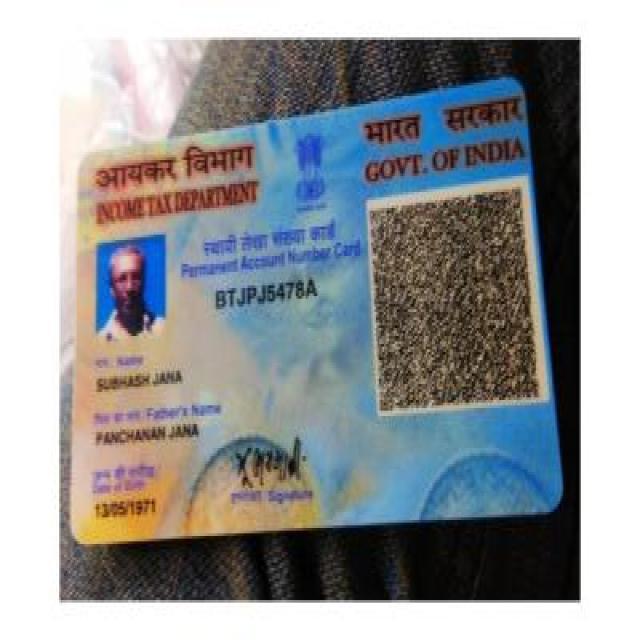 आयकर विभाग
INCOME TAX DEPARTMENT
भारत सरकार
GOVT. OF INDIA
स्थायी लेखा संख्या कार्ड
Permanent Account Number Card
BTJPJ5478A
नाम / Name
SUBHASH JANA
पिता का नाम / Father's Name
PANCHANAN JANA
जन्म की तारीख /
Date of Birth
13/05/1971
हस्ताक्षर / Signature